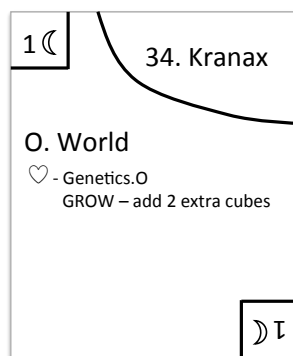 1☾
34. Kranax
O. World
♡ - Genetics.O
GROW – add 2 extra cubes
1☾